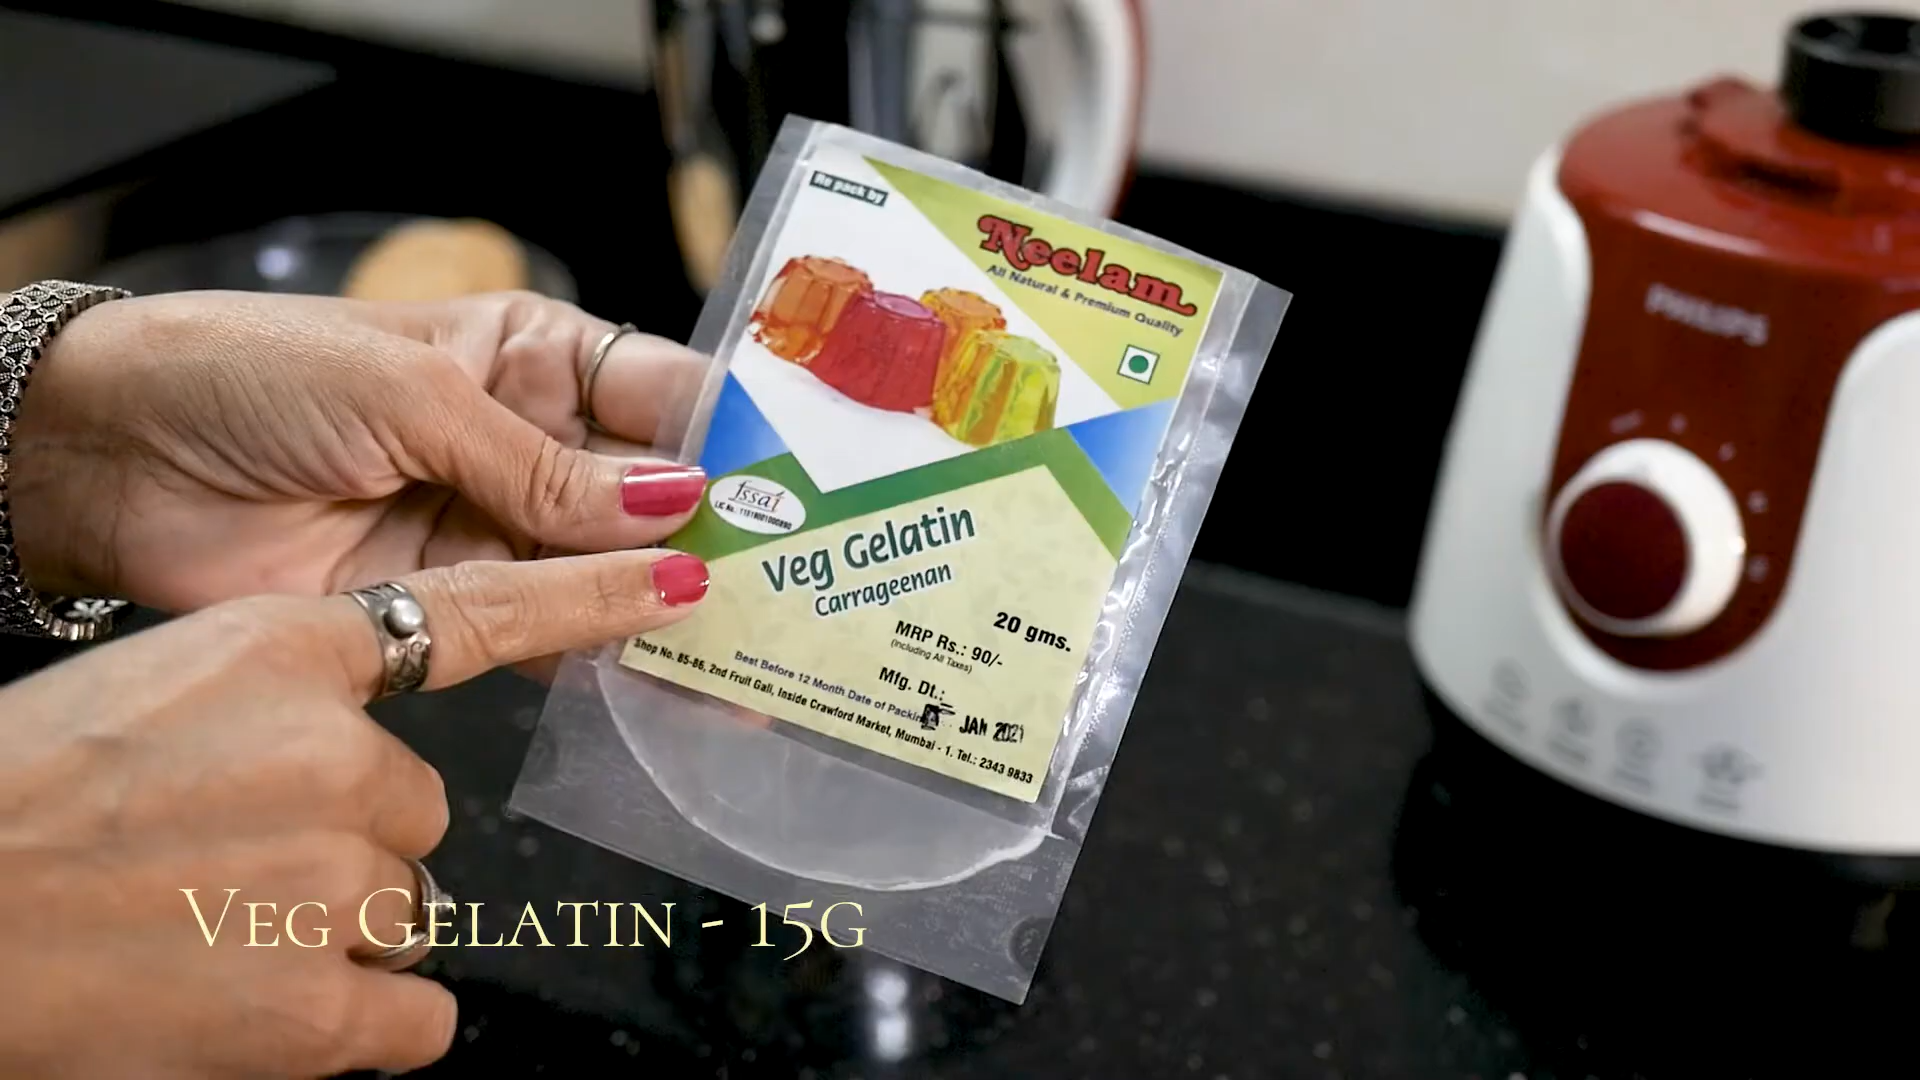 Re pack by
Neelam
All Natural & Premium Quality
PHILIPS
fssai
Veg Gelatin
Carrageenan
20 gms.
MRP Rs.: 90/-
(Including All Taxes)
Mfg. Dt.:
JAN 2021
Best Before 12 Month Date of Packing
Shop No. 85-86, 2nd Fruit Gali, Inside Crawford Market, Mumbai - 1. Tel.: 2343 9833
Veg Gelatin - 15g